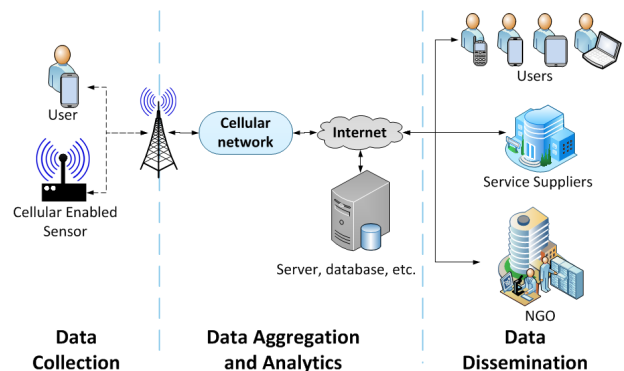 User
Cellular Enabled
Sensor
Cellular
network
Internet
Server, database, etc.
Users
Service Suppliers
NGO
Data
Collection
Data Aggregation
and Analytics
Data
Dissemination